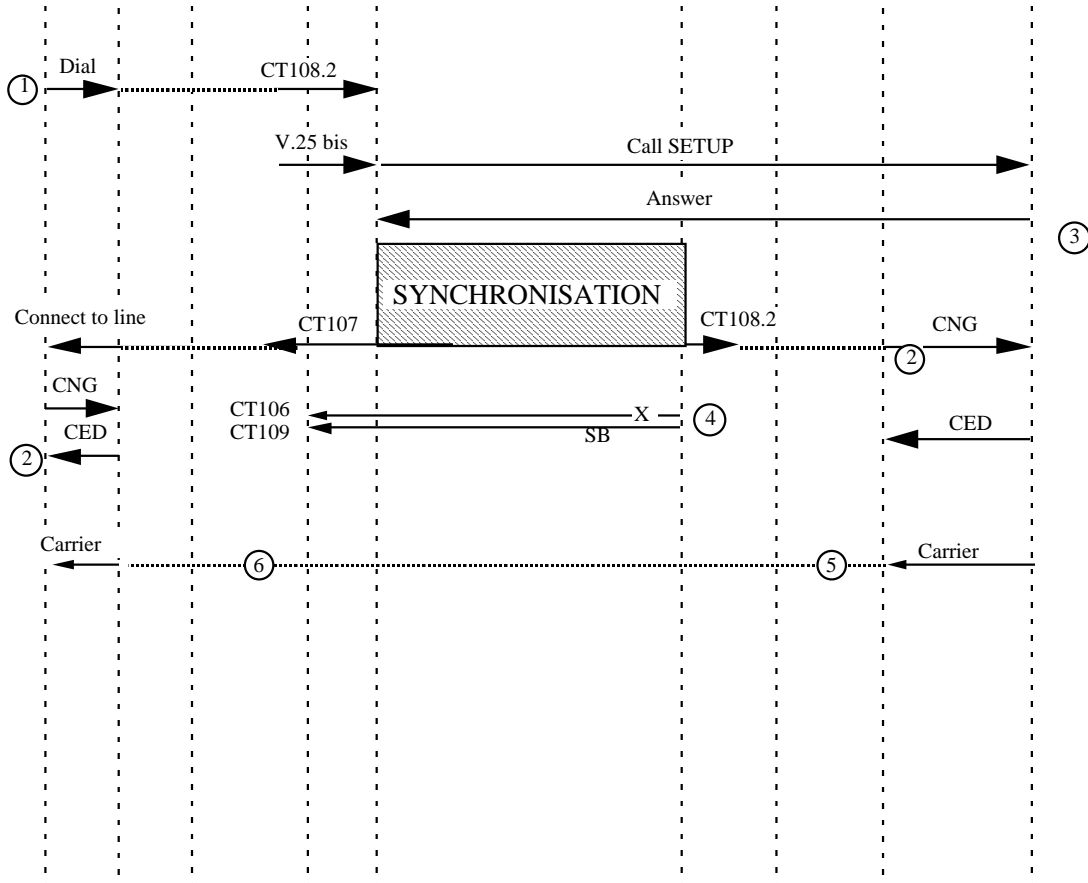 Dial
CT108.2
1
V.25 bis
Call SETUP
Answer
3
SYNCHRONISATION
Connect to line
CT107
CT108.2
CNG
2
CNG
CT106
X
4
CT109
SB
CED
CED
2
Carrier
6
5
Carrier